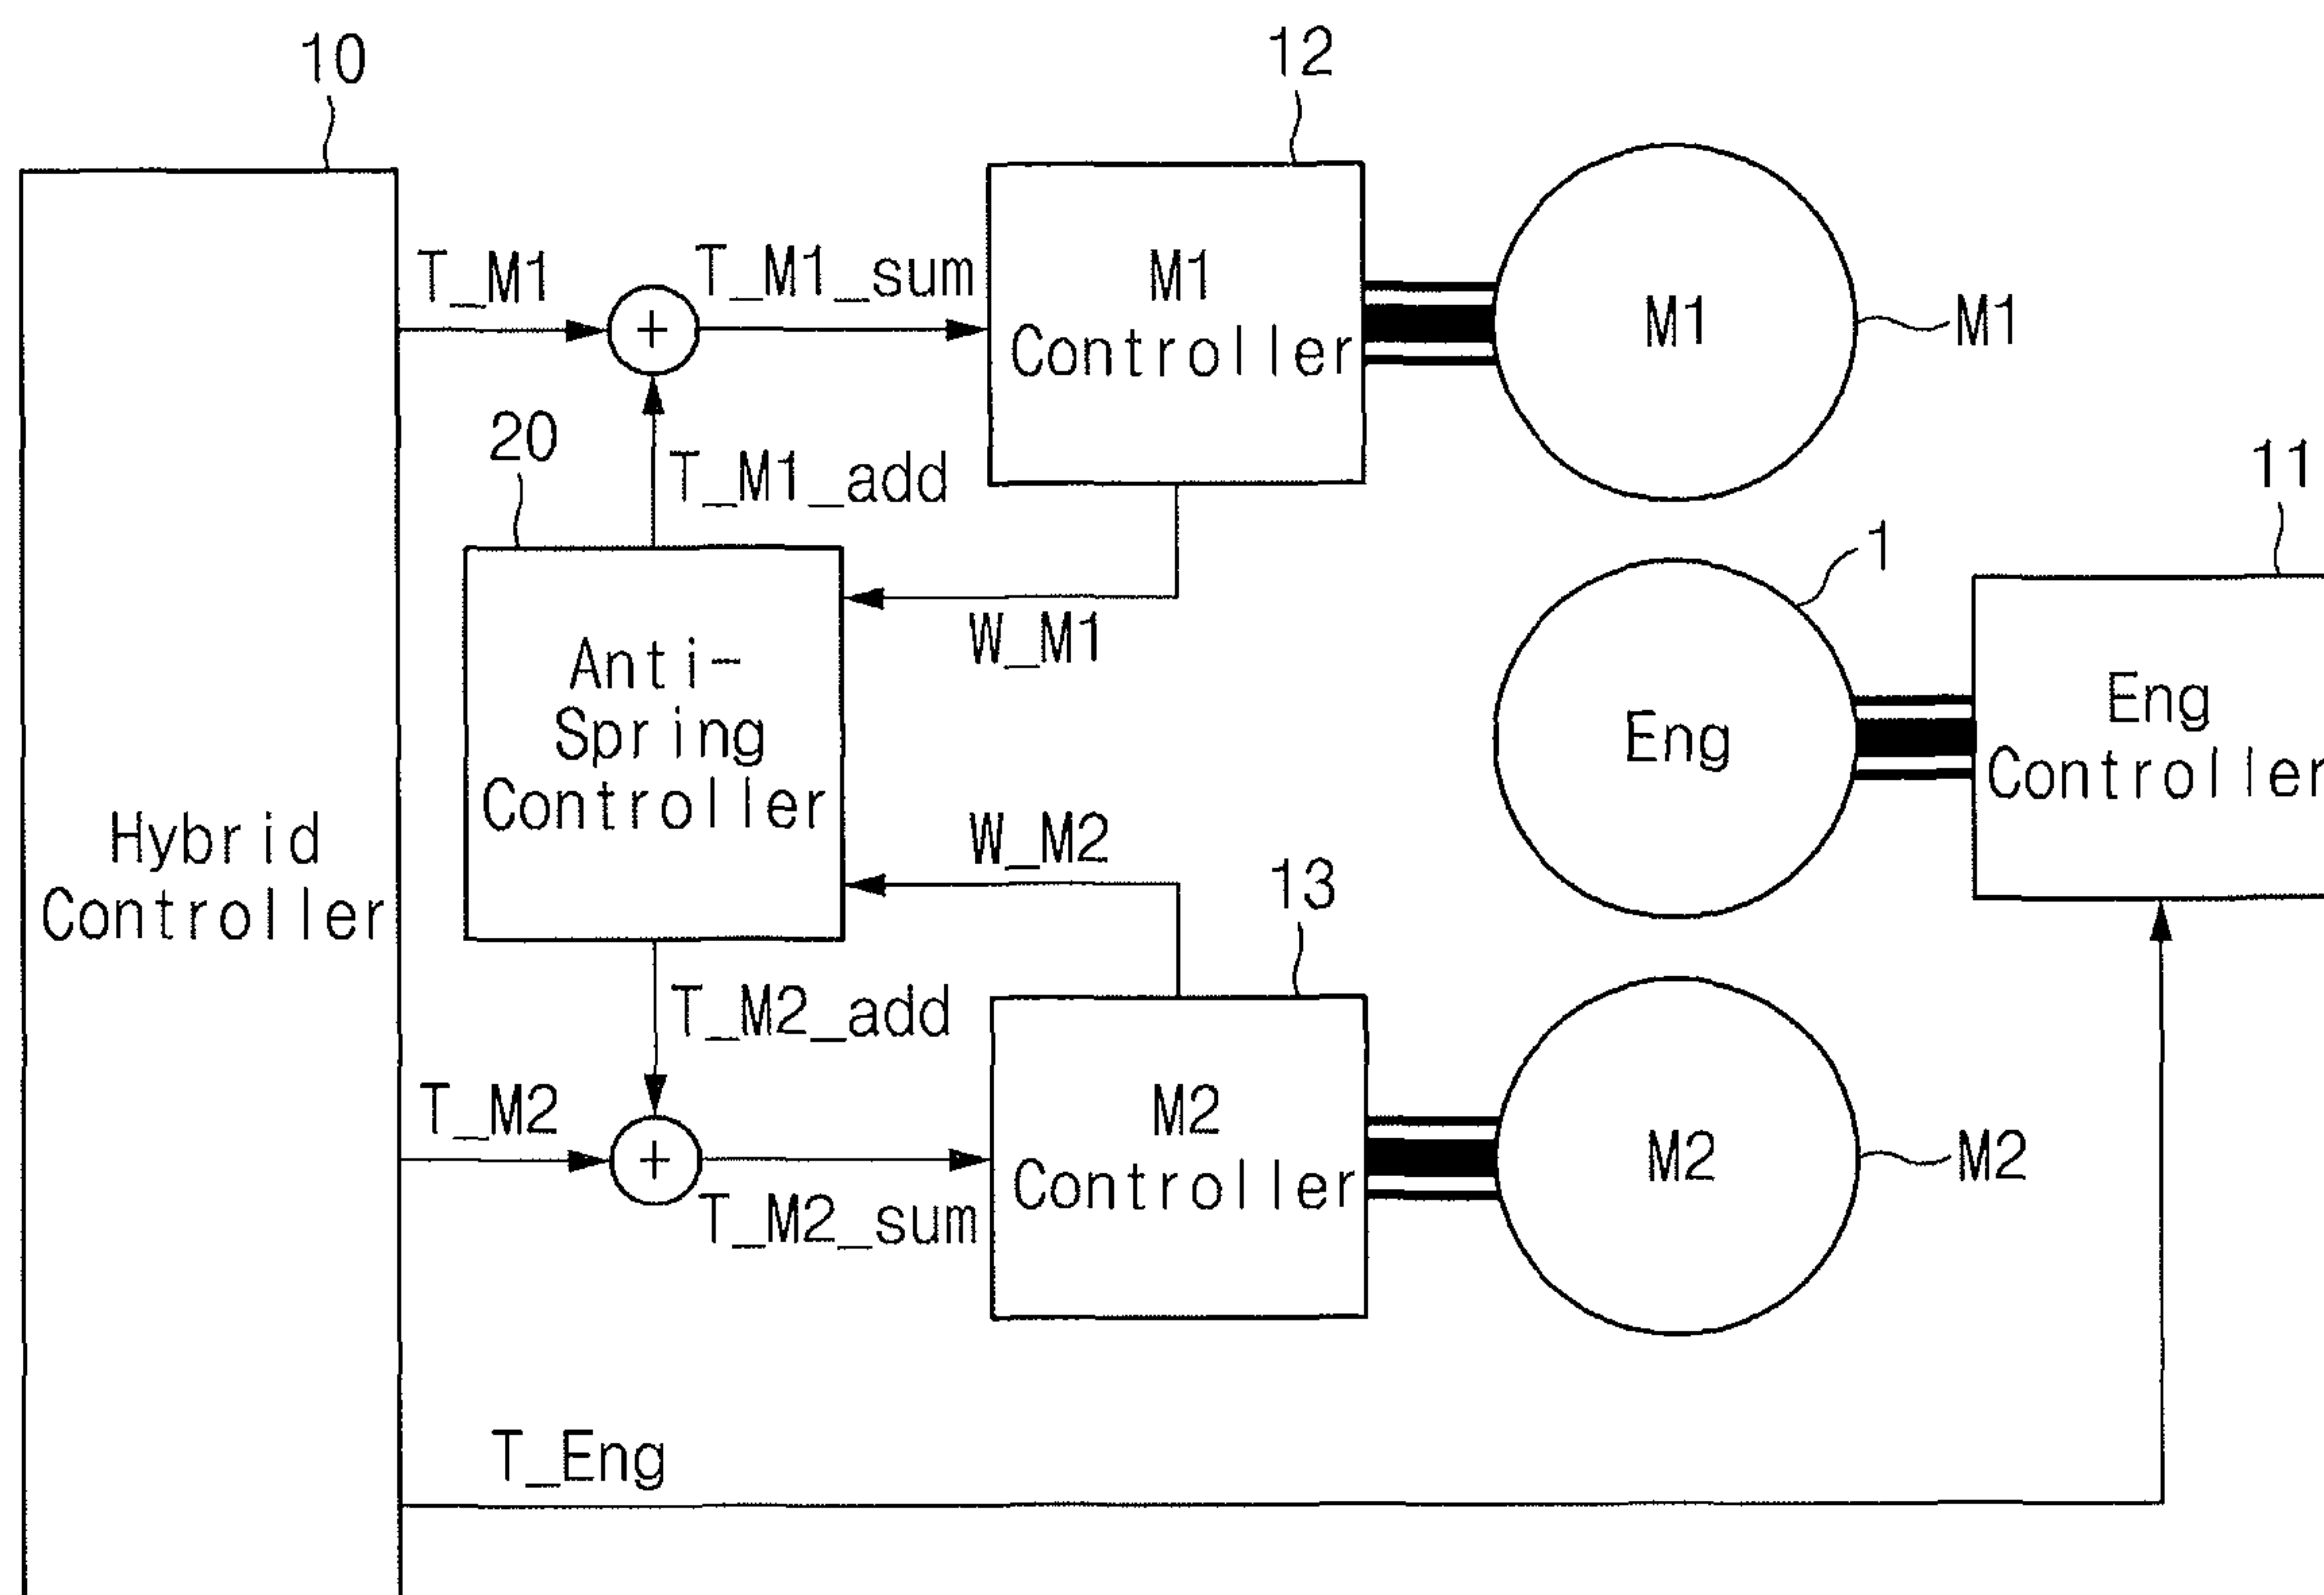 10
12
T_M1
T_M1_sum
M1
Controller
M1
M1
20
T_M1_add
11
1
W_M1
Anti-
Spring
Controller
Eng
Eng
Controller
Hybrid
Controller
W_M2
13
T_M2_add
T_M2
M2
Controller
M2
M2
T_M2_sum
T_Eng